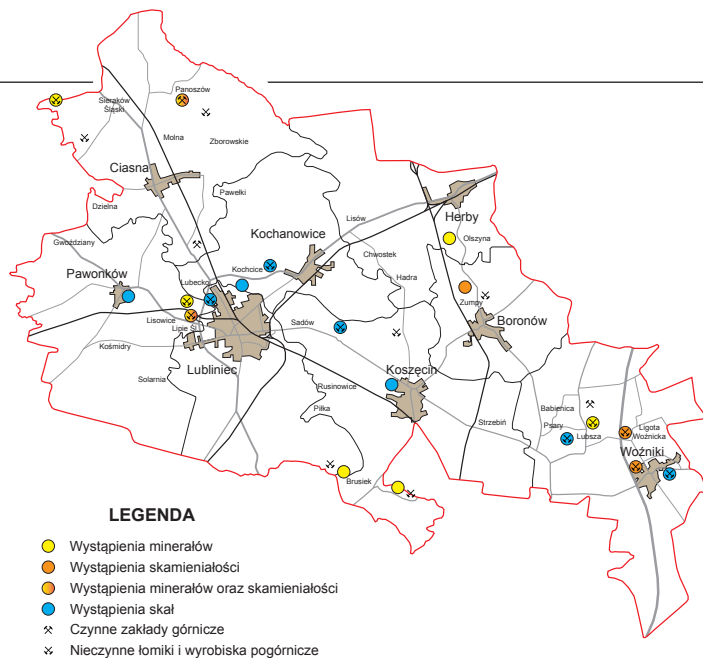 Panoszów
Sieraków
Śląski
Molna
Zborowskie
Ciasna
Pawełki
Dzielna
Lisów
Herby
Gwoździany
Kochanowice
Olszyna
Kochcice
Chwostek
Pawonków
Lubecko
Hadra
Zumpy
Lisowice
Lipie Śl.
Sadów
Boronów
Kośmidry
Lubliniec
Koszęcin
Solarnia
Rusinowice
Piłka
Babienica
Strzebiń
Psary
Ligota
Woźnicka
Lubsza
Woźniki
Brusiek
LEGENDA
Wystąpienia minerałów
Wystąpienia skamieniałości
Wystąpienia minerałów oraz skamieniałości
Wystąpienia skał
Czynne zakłady górnicze
Nieczynne łomiki i wyrobiska pogórnicze